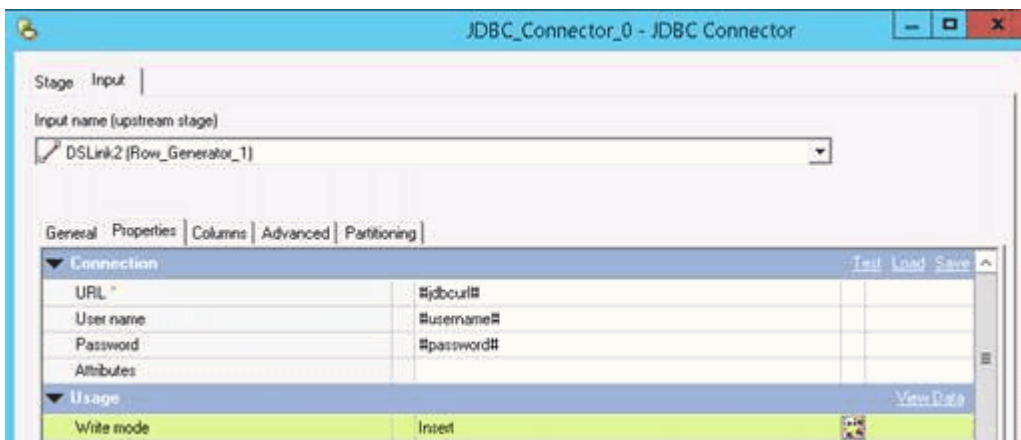 JDBC_Connector_0 - JDBC Connector
Stage Input
Input name (upstream stage)
DSLink2 (Row_Generator_1)
General Properties Columns Advanced Partitioning
Connection Test Load Save
URL * #jdbcurl#
User name #username#
Password #password#
Attributes
Usage View Data
Write mode Insert